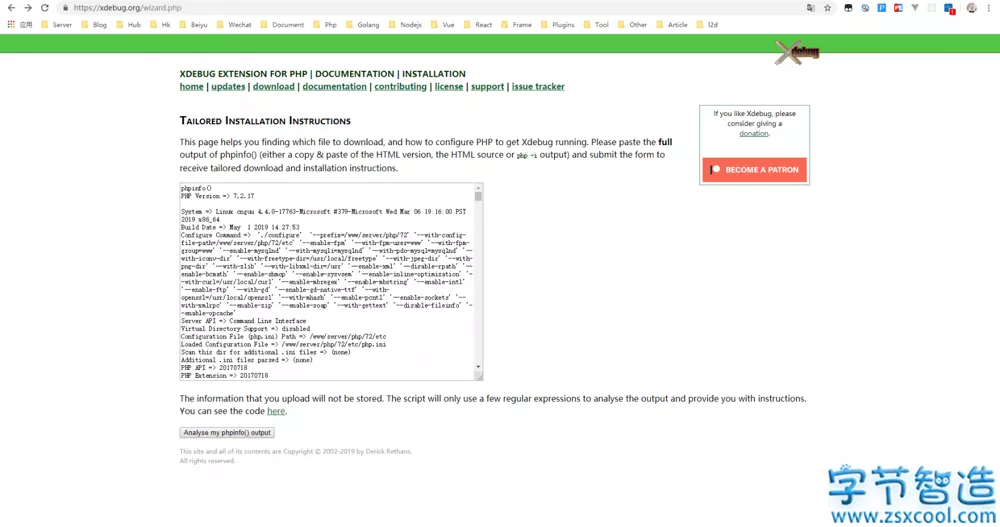 https://xdebug.org/wizard.php
应用 Server Blog Hub Hk Beiyu Wechat Document Php Golang Nodejs Vue React Frame Plugins Tool Other Article l2d
Xdebug
XDEBUG EXTENSION FOR PHP | DOCUMENTATION | INSTALLATION
home | updates | download | documentation | contributing | license | support | issue tracker
TAILORED INSTALLATION INSTRUCTIONS
This page helps you finding which file to download, and how to configure PHP to get Xdebug running. Please paste the full
output of phpinfo() (either a copy & paste of the HTML version, the HTML source or php -i output) and submit the form to
receive tailored download and installation instructions.
If you like Xdebug, please
consider giving a
donation.
BECOME A PATRON
phpinfo()
PHP Version => 7.2.17
System => Linux cnguu 4.4.0-17763-Microsoft #379-Microsoft Wed Mar 06 19:16:00 PST
2019 x86_64
Build Date => May 1 2019 14:27:53
Configure Command => './configure' '--prefix=/www/server/php/72' '--with-config-
file-path=/www/server/php/72/etc' '--enable-fpm' '--with-fpm-user=www' '--with-fpm-
group=www' '--enable-mysqlnd' '--with-mysqli=mysqlnd' '--with-pdo-mysql=mysqlnd' '--
with-iconv-dir' '--with-freetype-dir=/usr/local/freetype' '--with-jpeg-dir' '--with-
png-dir' '--with-zlib' '--with-libxml-dir=/usr' '--enable-xml' '--disable-rpath' '--
enable-bcmath' '--enable-shmop' '--enable-sysvsem' '--enable-inline-optimization' '-
-with-curl=/usr/local/curl' '--enable-mbregex' '--enable-mbstring' '--enable-intl'
'--enable-ftp' '--with-gd' '--enable-gd-native-ttf' '--with-
openssl=/usr/local/openssl' '--with-mhash' '--enable-pcntl' '--enable-sockets' '--
with-xmlrpc' '--enable-zip' '--enable-soap' '--with-gettext' '--disable-fileinfo' '-
-enable-opcache'
Server API => Command Line Interface
Virtual Directory Support => disabled
Configuration File (php.ini) Path => /www/server/php/72/etc
Loaded Configuration File => /www/server/php/72/etc/php.ini
Scan this dir for additional .ini files => (none)
Additional .ini files parsed => (none)
PHP API => 20170718
PHP Extension => 20170718
The information that you upload will not be stored. The script will only use a few regular expressions to analyse the output and provide you with instructions.
You can see the code here.
Analyse my phpinfo() output
This site and all of its contents are Copyright © 2002-2019 by Derick Rethans.
All rights reserved.
字节智造
www.zsxcool.com